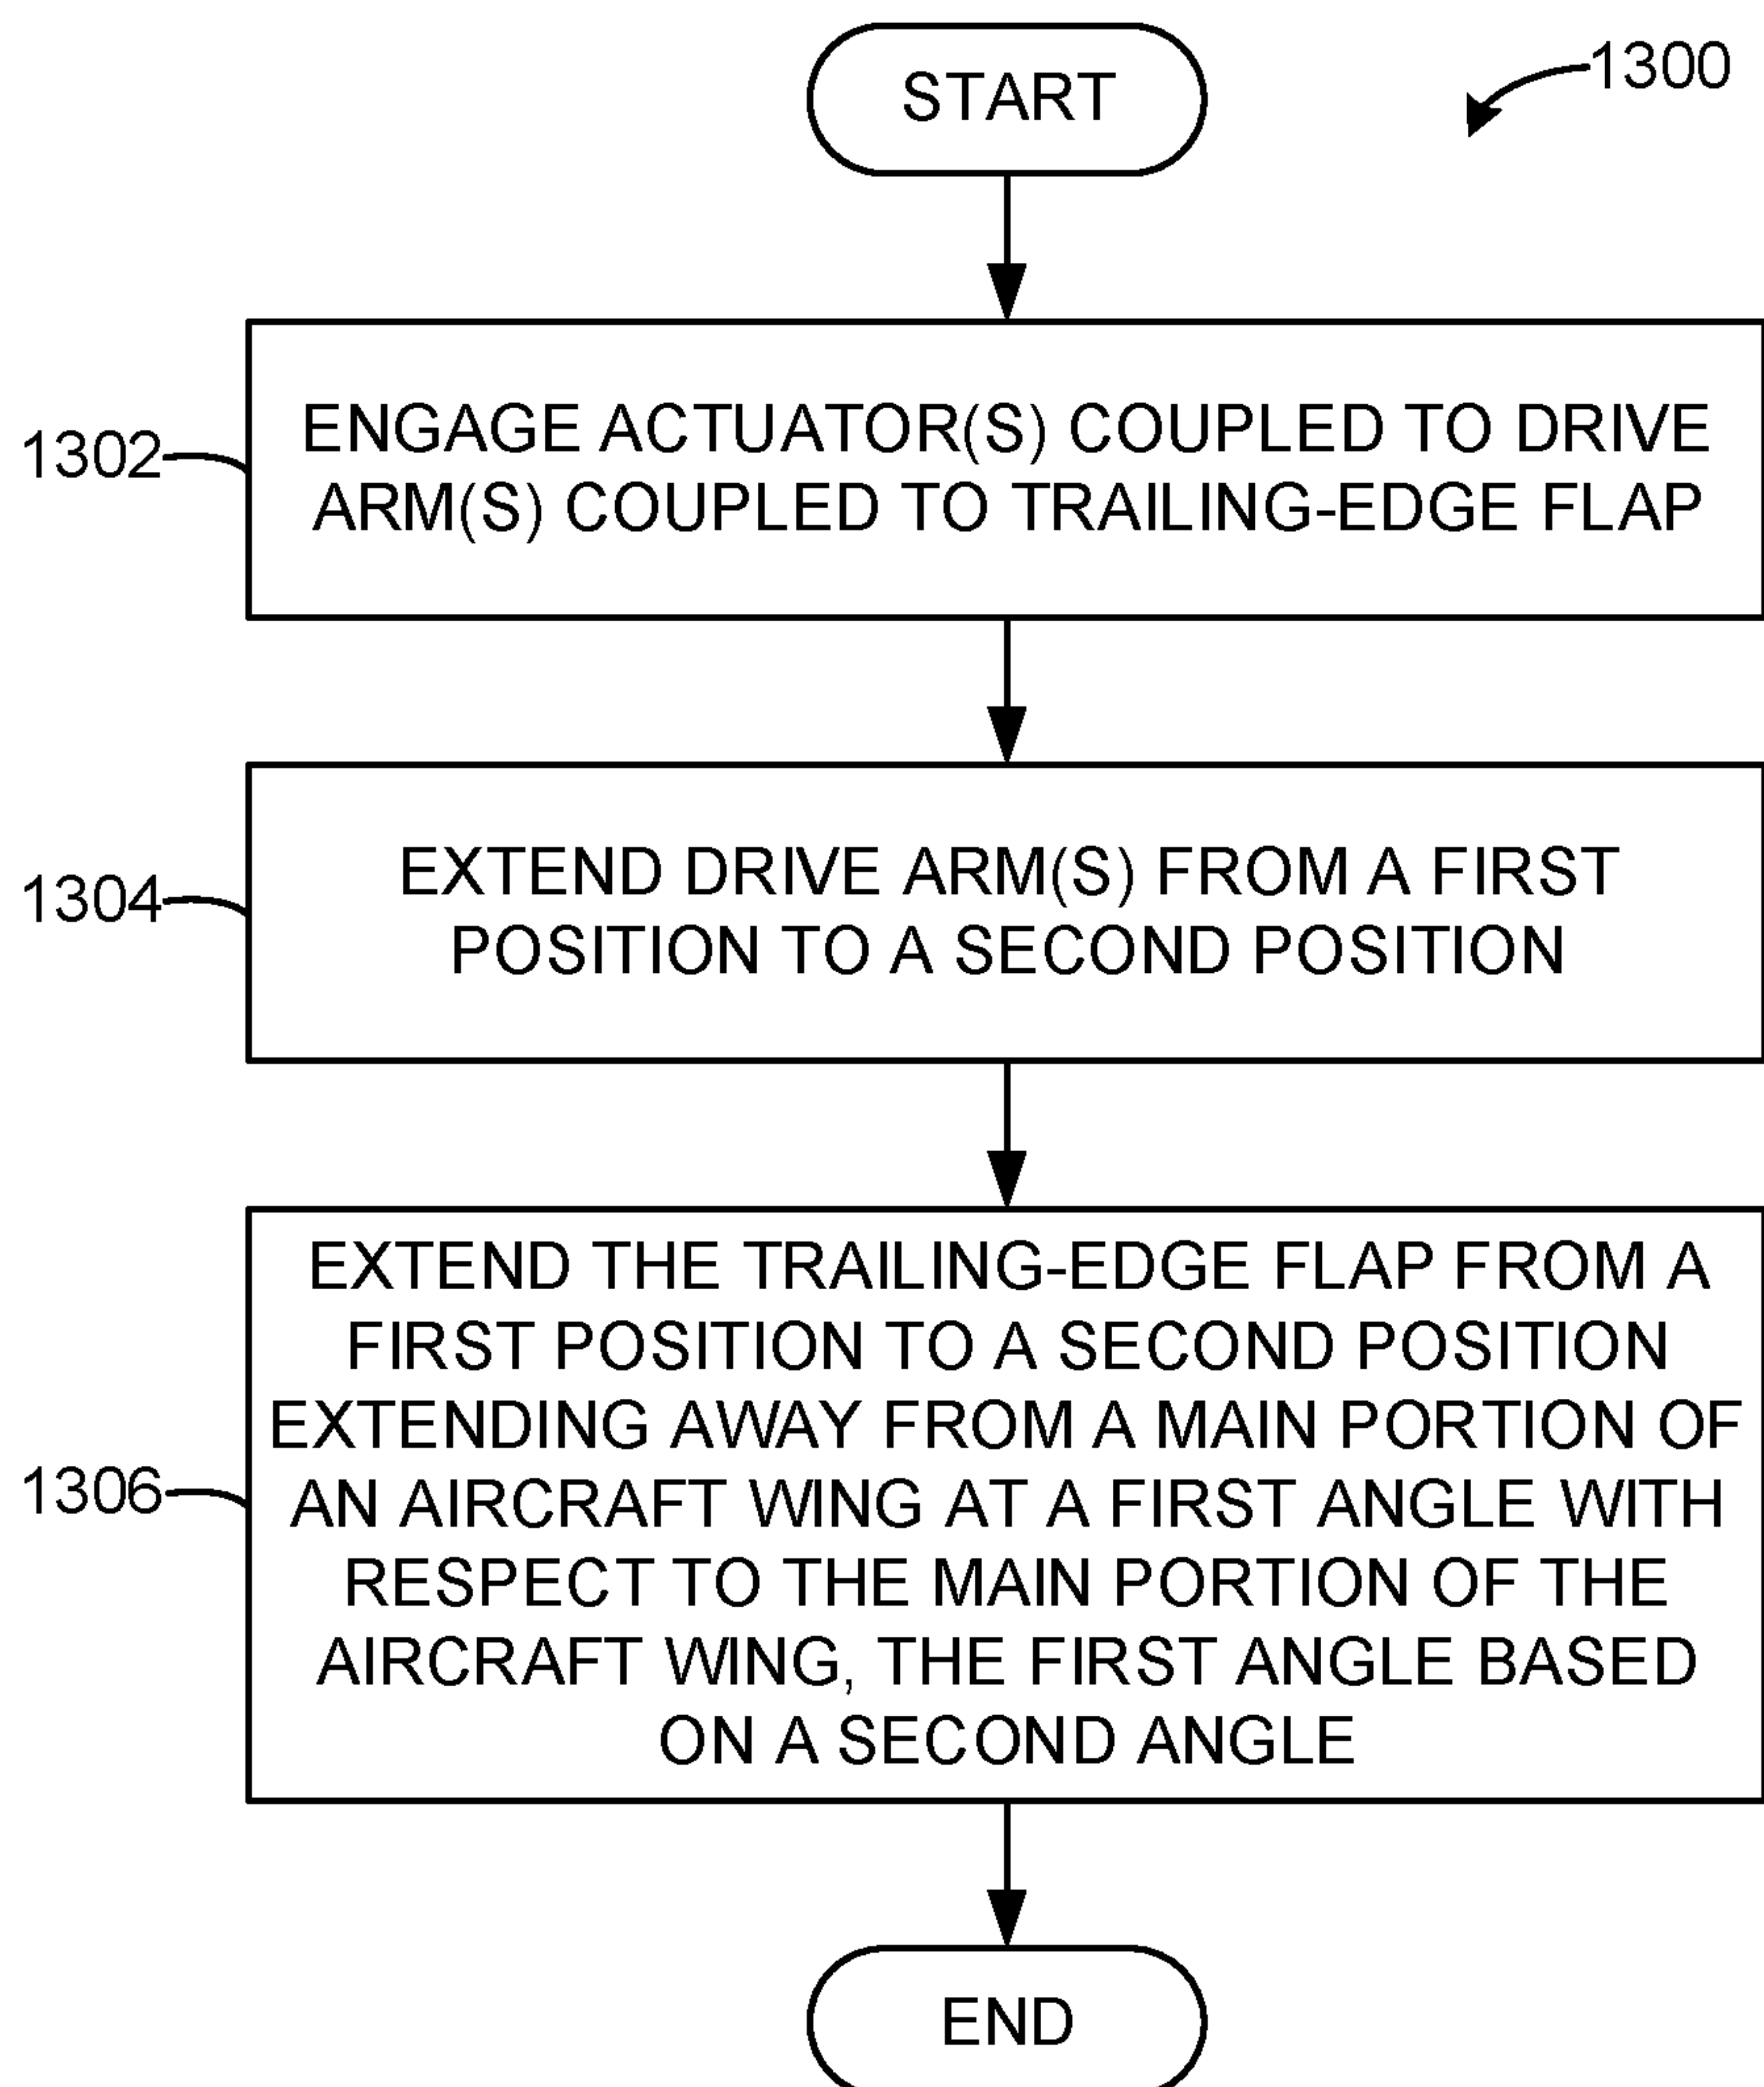 START
1300
1302
ENGAGE ACTUATOR(S) COUPLED TO DRIVE
ARM(S) COUPLED TO TRAILING-EDGE FLAP
1304
EXTEND DRIVE ARM(S) FROM A FIRST
POSITION TO A SECOND POSITION
1306
EXTEND THE TRAILING-EDGE FLAP FROM A
FIRST POSITION TO A SECOND POSITION
EXTENDING AWAY FROM A MAIN PORTION OF
AN AIRCRAFT WING AT A FIRST ANGLE WITH
RESPECT TO THE MAIN PORTION OF THE
AIRCRAFT WING, THE FIRST ANGLE BASED
ON A SECOND ANGLE
END